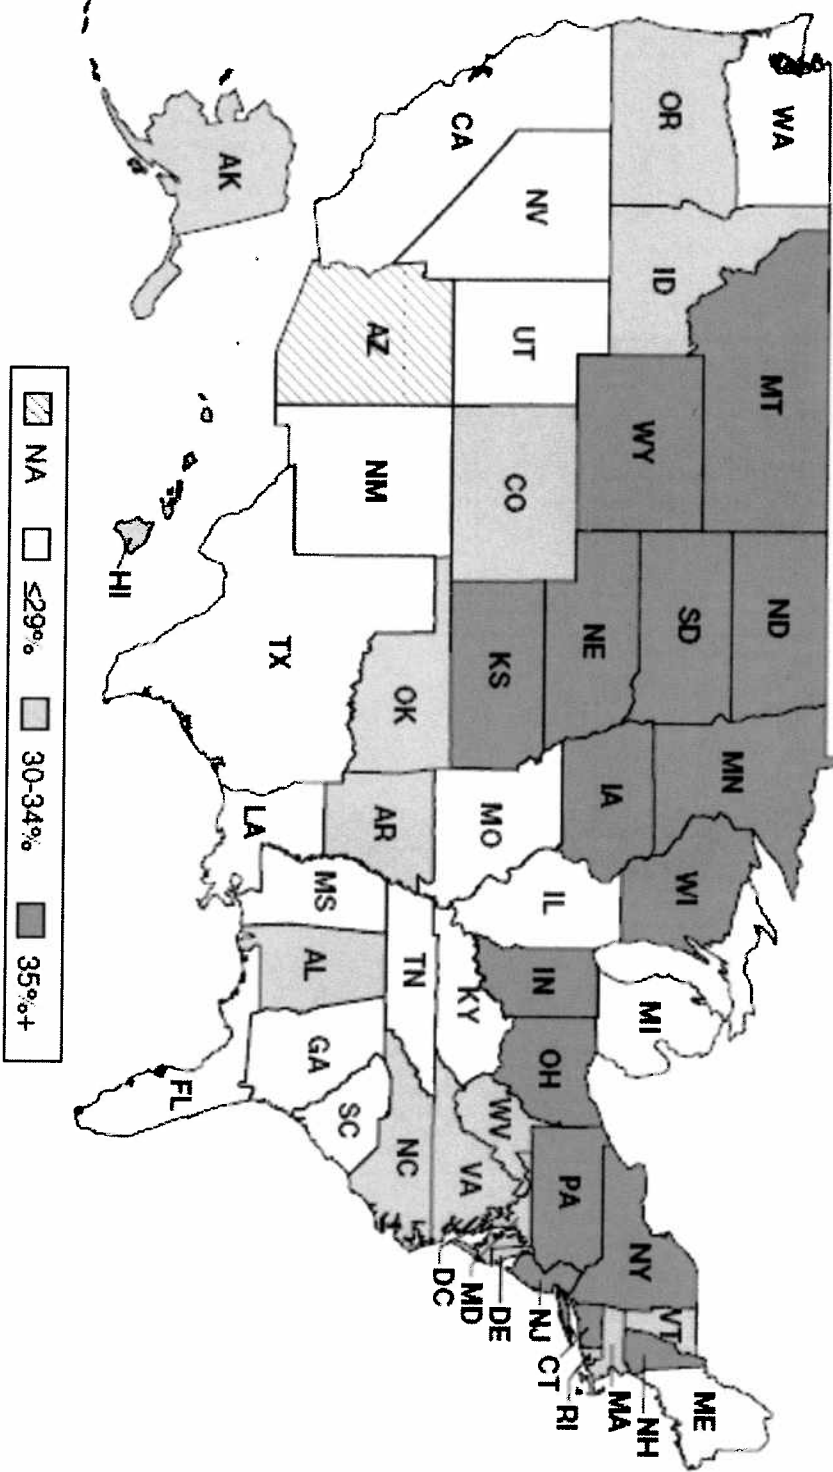 WA
OR
CA
NV
ID
MT
WY
UT
AZ
CO
NM
ND
SD
NE
KS
OK
TX
MN
IA
MO
AR
LA
WI
IL
MS
MI
IN
KY
TN
AL
OH
GA
FL
WV
VA
NC
SC
PA
NY
VT
ME
NH
MA
RI
CT
NJ
DE
MD
DC
AK
HI
NA ≤29% 30-34% 35%+